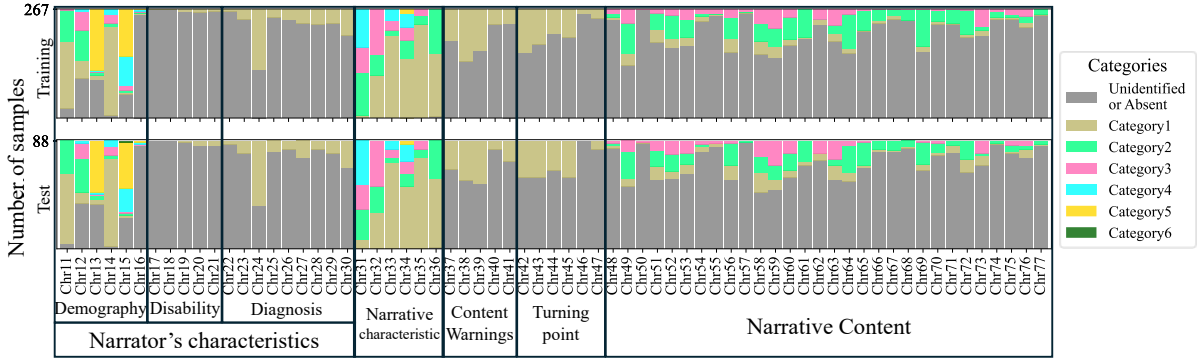 267
Training
88
Test
Number of samples
Chr11 Chr12 Chr13 Chr14 Chr15 Chr16 Chr17 Chr18 Chr19 Chr20 Chr21 Chr22 Chr23 Chr24 Chr25 Chr26 Chr27 Chr28 Chr29 Chr30 Chr31 Chr32 Chr33 Chr34 Chr35 Chr36 Chr37 Chr38 Chr39 Chr40 Chr41 Chr42 Chr43 Chr44 Chr45 Chr46 Chr47 Chr48 Chr49 Chr50 Chr51 Chr52 Chr53 Chr54 Chr55 Chr56 Chr57 Chr58 Chr59 Chr60 Chr61 Chr62 Chr63 Chr64 Chr65 Chr66 Chr67 Chr68 Chr69 Chr70 Chr71 Chr72 Chr73 Chr74 Chr75 Chr76 Chr77
Demography
Disability
Diagnosis
Narrator’s characteristics
Narrative
characteristic
Content
Warnings
Turning
point
Narrative Content
Categories
Unidentified
or Absent
Category1
Category2
Category3
Category4
Category5
Category6